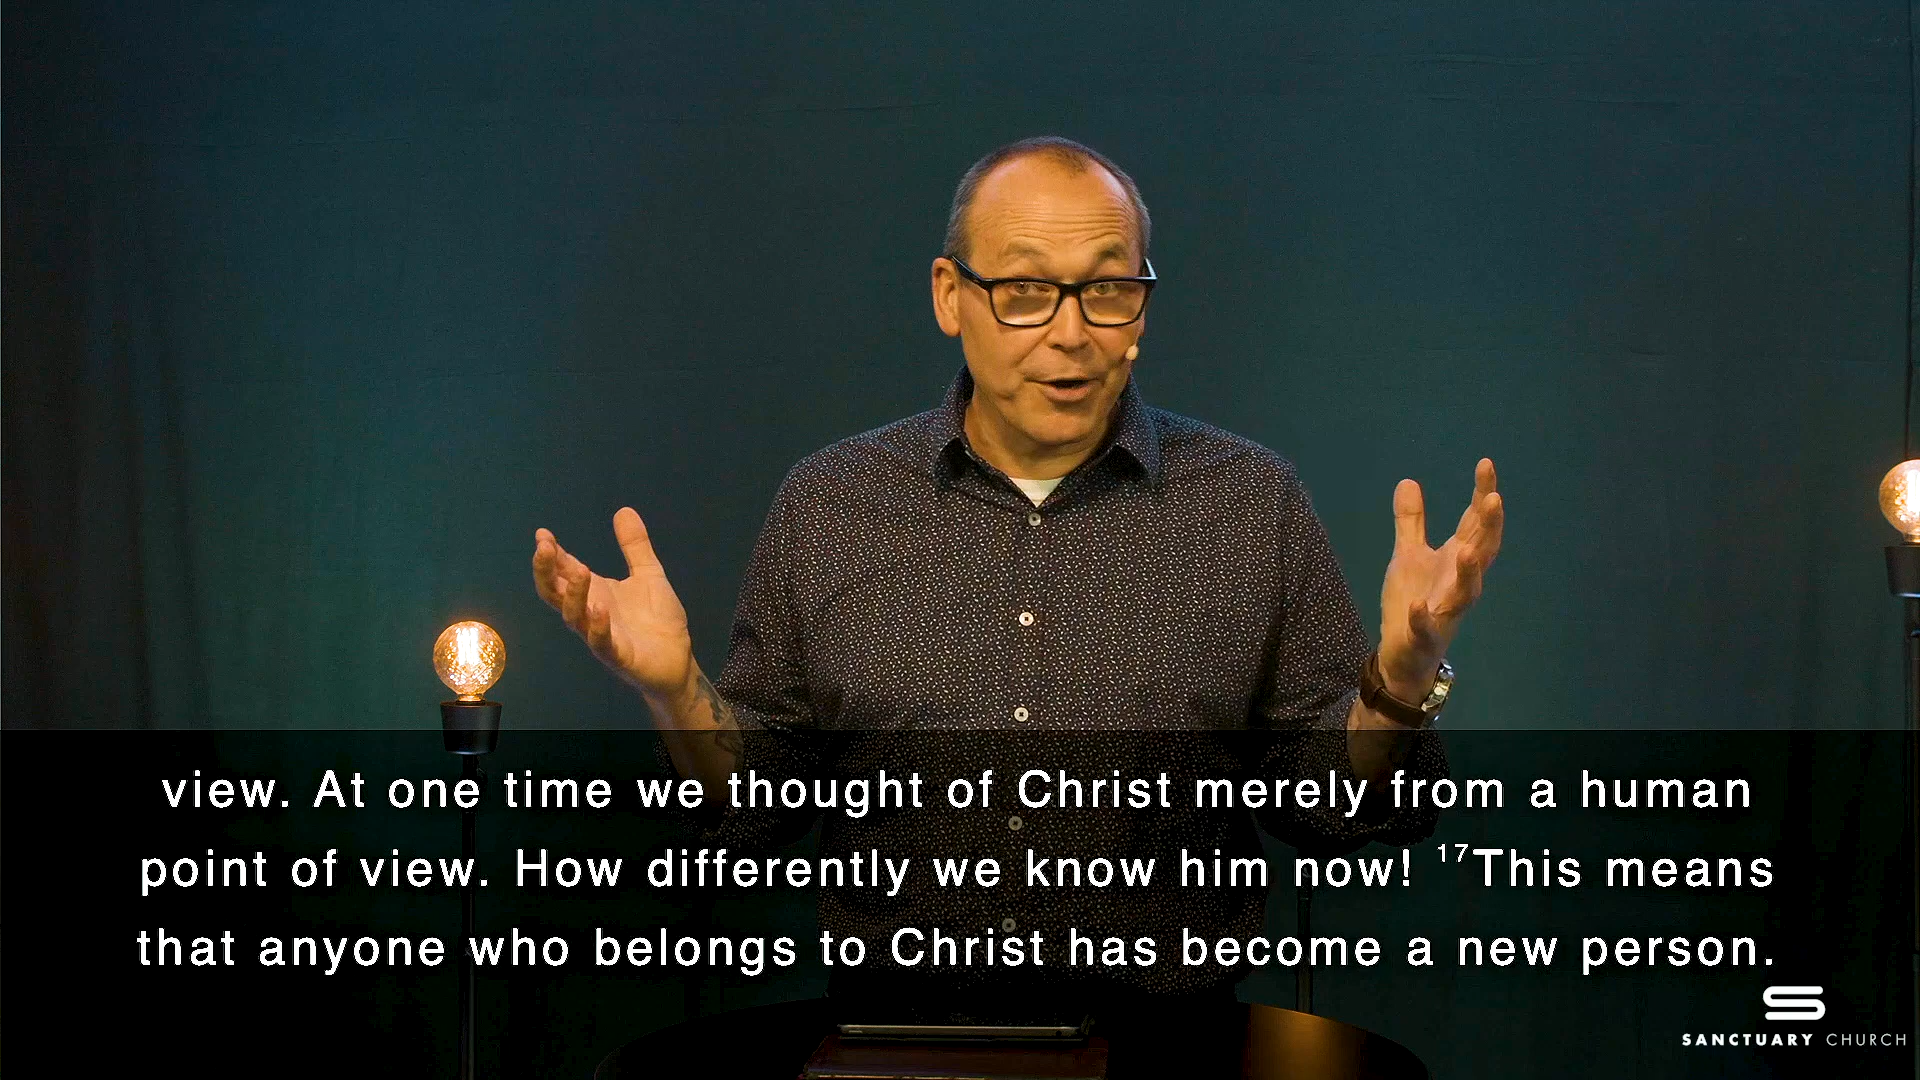 view. At one time we thought of Christ merely from a human
point of view. How differently we know him now! ¹⁷This means
that anyone who belongs to Christ has become a new person.
SANCTUARY CHURCH